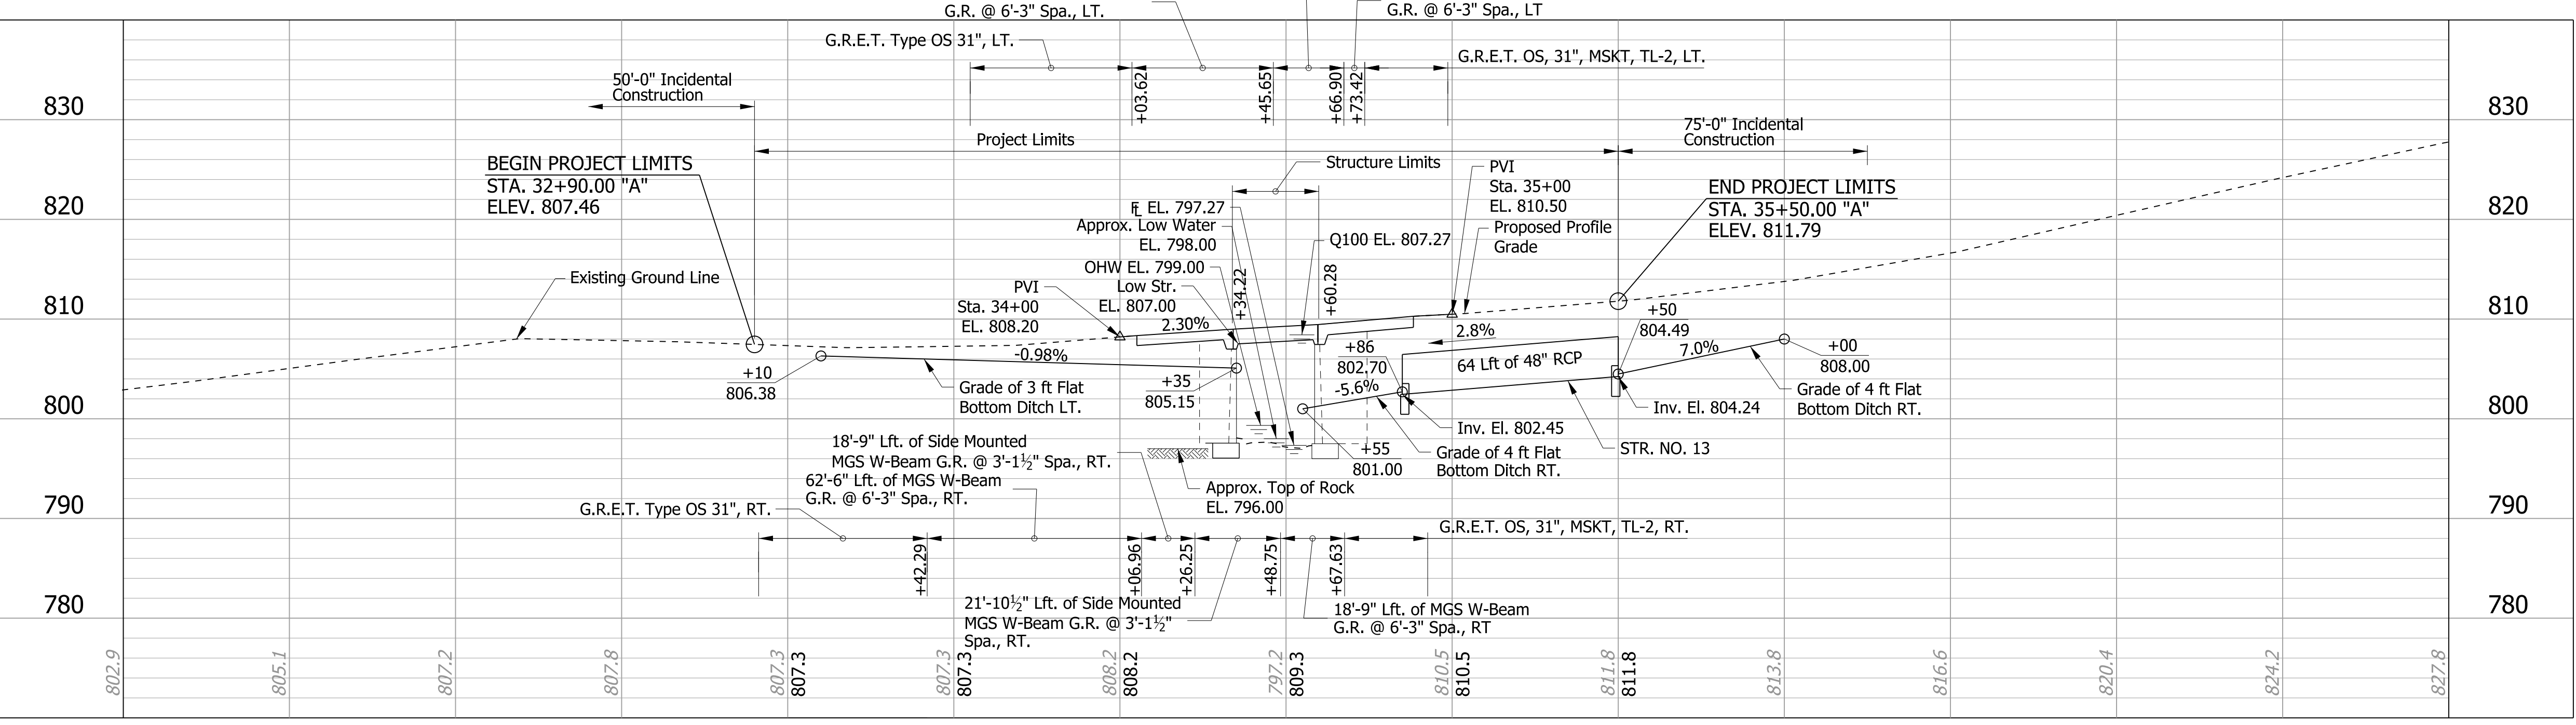 G.R. @ 6'-3" Spa., LT.
G.R. @ 6'-3" Spa., LT
G.R.E.T. Type OS 31", LT.
G.R.E.T. OS, 31", MSKT, TL-2, LT.
+03.62
+45.65
+66.90
+73.42
50'-0" Incidental
Construction
830
830
Project Limits
75'-0" Incidental
Construction
BEGIN PROJECT LIMITS
STA. 32+90.00 "A"
ELEV. 807.46
Structure Limits
PVI
Sta. 35+00
EL. 810.50
END PROJECT LIMITS
STA. 35+50.00 "A"
ELEV. 811.79
820
820
FL EL. 797.27
Approx. Low Water
EL. 798.00
Q100 EL. 807.27
Proposed Profile
Grade
OHW EL. 799.00
Low Str.
EL. 807.00
+34.22
+60.28
Existing Ground Line
PVI
Sta. 34+00
EL. 808.20
810
810
2.30%
2.8%
-0.98%
+10
806.38
Grade of 3 ft Flat
Bottom Ditch LT.
+35
805.15
+86
802.70
-5.6%
64 Lft of 48" RCP
+50
804.49
7.0%
+00
808.00
Grade of 4 ft Flat
Bottom Ditch RT.
800
800
Inv. El. 804.24
Inv. El. 802.45
STR. NO. 13
+55
801.00
Grade of 4 ft Flat
Bottom Ditch RT.
18'-9" Lft. of Side Mounted
MGS W-Beam G.R. @ 3'-1½" Spa., RT.
62'-6" Lft. of MGS W-Beam
G.R. @ 6'-3" Spa., RT.
Approx. Top of Rock
EL. 796.00
790
790
G.R.E.T. Type OS 31", RT.
G.R.E.T. OS, 31", MSKT, TL-2, RT.
+42.29
+06.96
+26.25
+48.75
+67.63
21'-10½" Lft. of Side Mounted
MGS W-Beam G.R. @ 3'-1½"
Spa., RT.
18'-9" Lft. of MGS W-Beam
G.R. @ 6'-3" Spa., RT
780
780
802.9
805.1
807.2
807.8
807.3
807.3
807.3
807.3
808.2
808.2
797.2
809.3
810.5
810.5
811.8
811.8
813.8
816.6
820.4
824.2
827.8